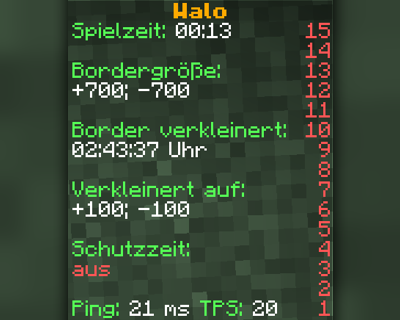 Walo
Spielzeit: 00:13 15
14
Bordergröße: 13
+700; -700 12
11
Border verkleinert: 10
02:43:37 Uhr 9
8
Verkleinert auf: 7
+100; -100 6
5
Schutzzeit: 4
aus 3
2
Ping: 21 ms TPS: 20 1